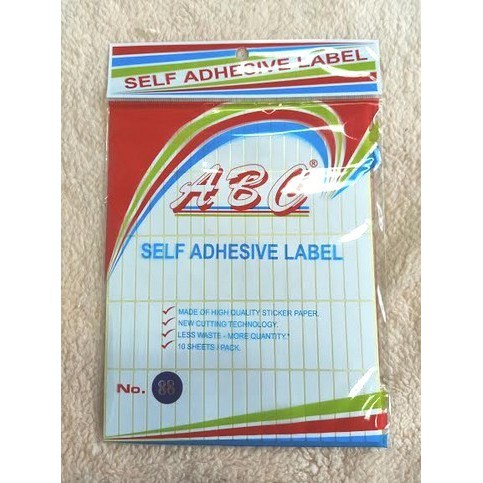 SELF ADHESIVE LABEL
ABC®
SELF ADHESIVE LABEL
MADE OF HIGH QUALITY STICKER PAPER.
NEW CUTTING TECHNOLOGY.
LESS WASTE - MORE QUANTITY.*
10 SHEETS - PACK.
No. 88